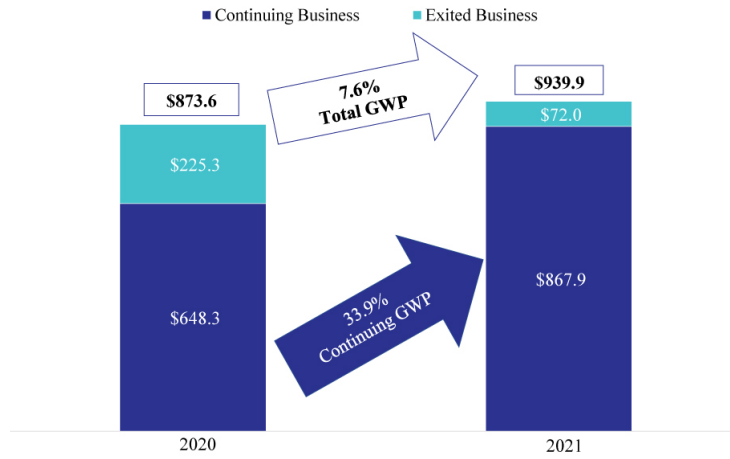 Continuing Business
Exited Business
$873.6
7.6%
Total GWP
$939.9
$225.3
$72.0
$648.3
33.9%
Continuing GWP
$867.9
2020
2021